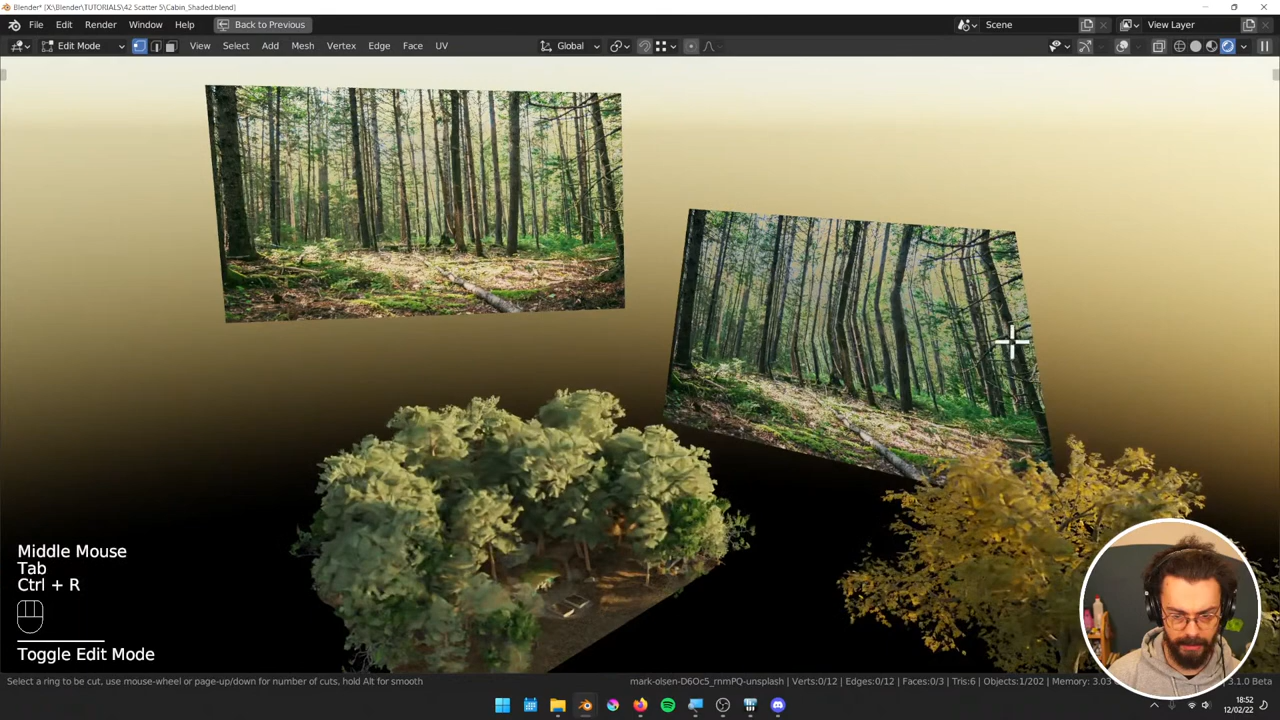 Blender* [X:\Blender\TUTORIALS\42 Scatter 5\Cabin_Shaded.blend]
File Edit Render Window Help Back to Previous Scene View Layer
Edit Mode View Select Add Mesh Vertex Edge Face UV Global
Middle Mouse
Tab
Ctrl + R
Toggle Edit Mode
Select a ring to be cut, use mouse-wheel or page-up/down for number of cuts, hold Alt for smooth
mark-olsen-D6Oc5_rmmPQ-unsplash | Verts:0/12 | Edges:0/12 | Faces:0/3 | Tris:6 | Objects:1/202 | Memory: 3.03
3.1.0 Beta
18:52
12/02/22